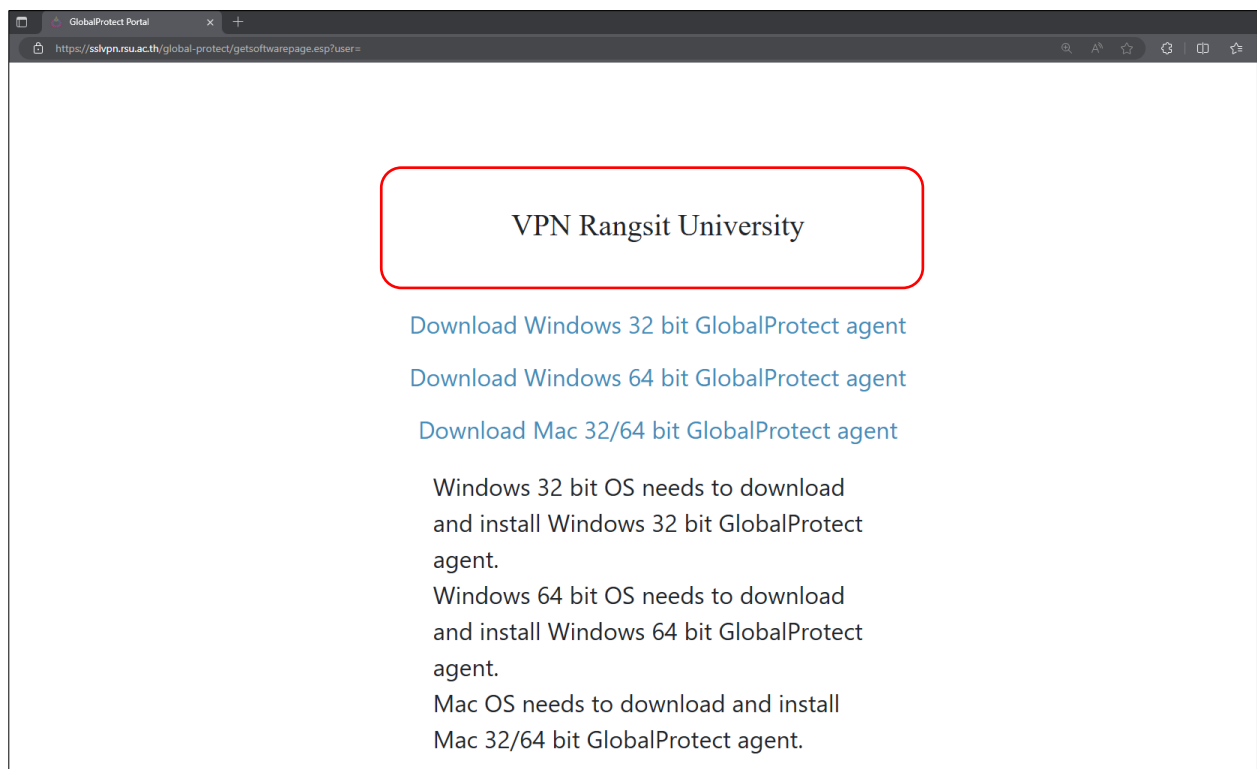 GlobalProtect Portal
https://sslvpn.rsu.ac.th/global-protect/getsoftwarepage.esp?user=
VPN Rangsit University
Download Windows 32 bit GlobalProtect agent
Download Windows 64 bit GlobalProtect agent
Download Mac 32/64 bit GlobalProtect agent
Windows 32 bit OS needs to download
and install Windows 32 bit GlobalProtect
agent.
Windows 64 bit OS needs to download
and install Windows 64 bit GlobalProtect
agent.
Mac OS needs to download and install
Mac 32/64 bit GlobalProtect agent.